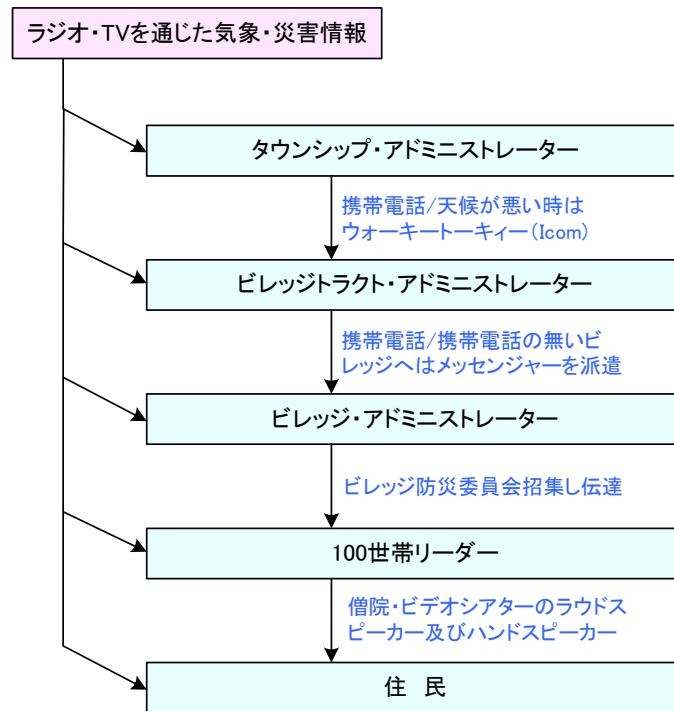 ラジオ・TVを通じた気象・災害情報
タウンシップ・アドミニストレーター
携帯電話/天候が悪い時は
ウォーキートーキィー(Icom)
ビレッジトラクト・アドミニストレーター
携帯電話/携帯電話の無いビ
レッジへはメッセンジャーを派遣
ビレッジ・アドミニストレーター
ビレッジ防災委員会招集し伝達
100世帯リーダー
僧院・ビデオシアターのラウドス
ピーカー及びハンドスピーカー
住 民